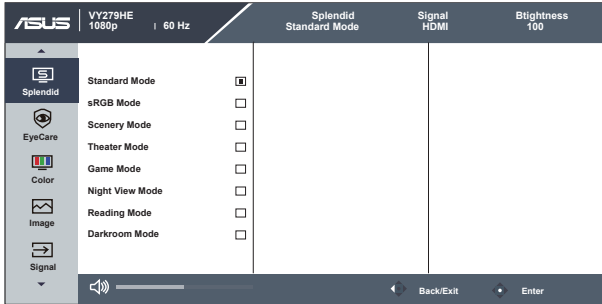 ASUS
VY279HE
1080p | 60 Hz
Splendid
Standard Mode
Signal
HDMI
Btightness
100
Splendid
EyeCare
Color
Image
Signal
Standard Mode
sRGB Mode
Scenery Mode
Theater Mode
Game Mode
Night View Mode
Reading Mode
Darkroom Mode
Back/Exit
Enter